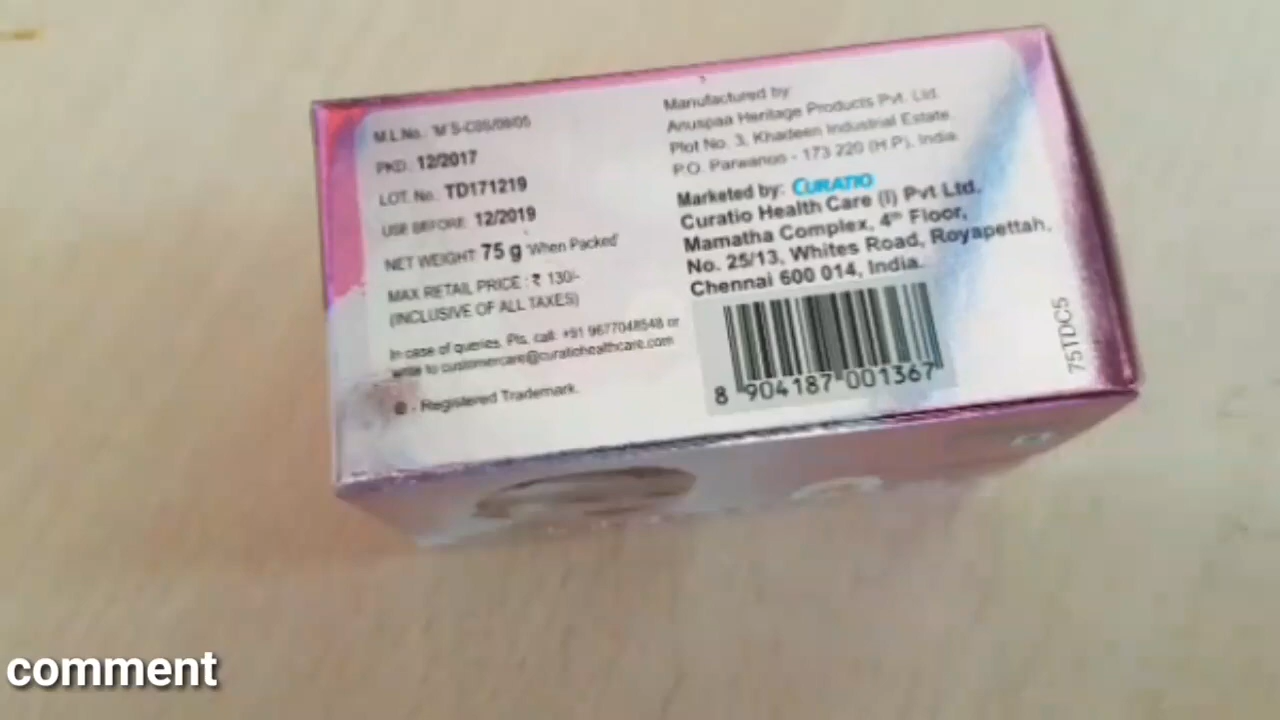 M.L.No. 
PKD. 12/2017
LOT. No. TD171219
USE BEFORE 12/2019
NET WEIGHT 75 g When Packed
MAX RETAIL PRICE : ₹ 130/-
(INCLUSIVE OF ALL TAXES)
In case of queries. Pls. call: +91 9677048548 or
write to customercare@curatiohealthcare.com
® - Registered Trademark.
Manufactured by
Anuspaa Heritage Products Pvt. Ltd.
Plot No. 3, Khadeen Industrial Estate
P.O. Parwanoo - 173 220 (H.P), India.
Marketed by: CURATIO
Curatio Health Care (I) Pvt Ltd.
Mamatha Complex, 4th Floor,
No. 25/13, Whites Road, Royapettah,
Chennai 600 014, India.
8 904187 001367
75TDC5
comment